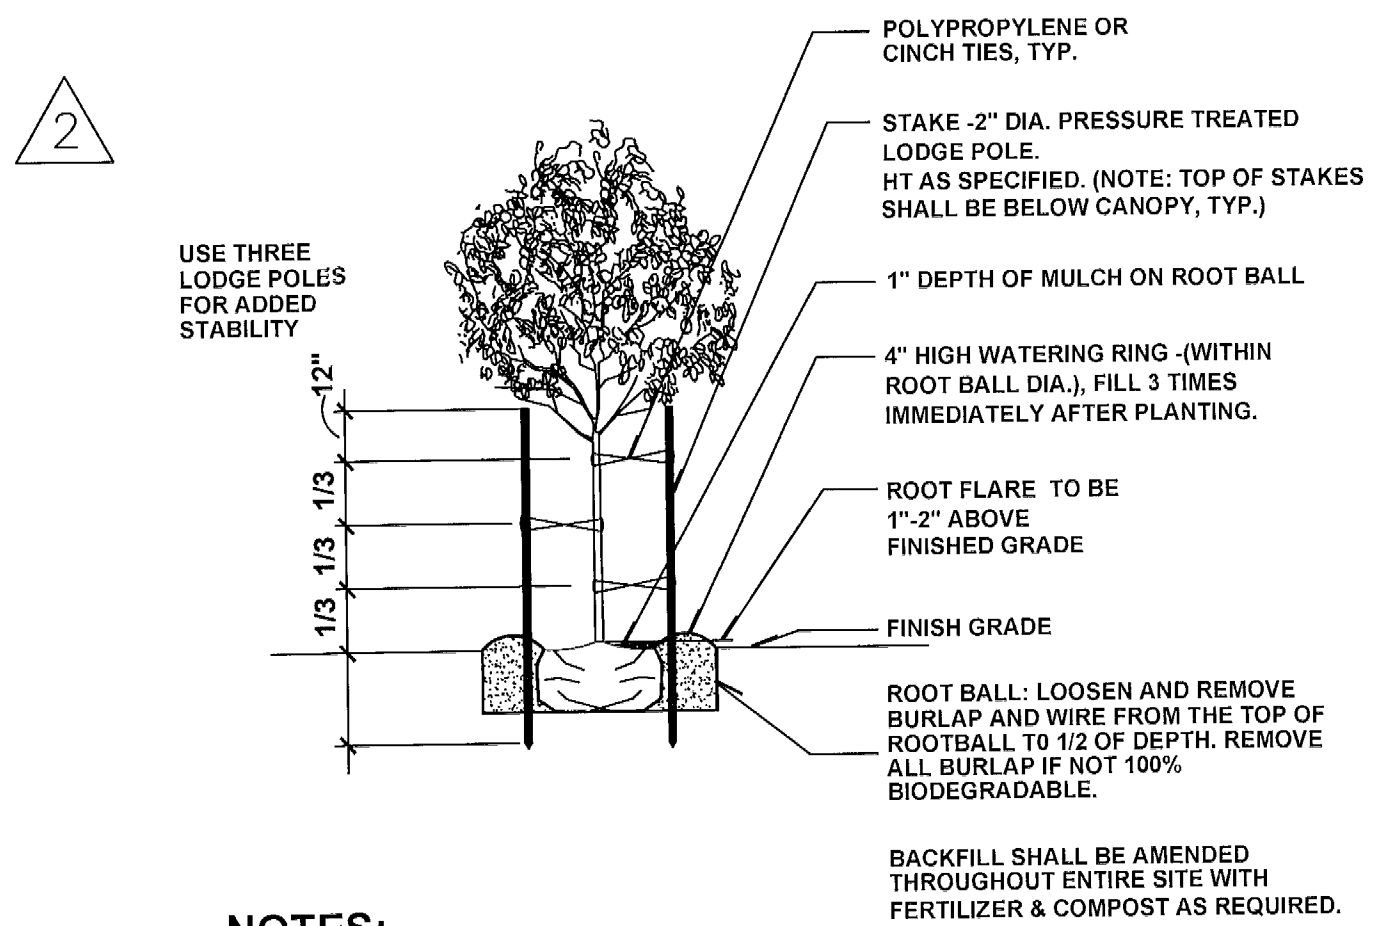 2
POLYPROPYLENE OR
CINCH TIES, TYP.
STAKE -2" DIA. PRESSURE TREATED
LODGE POLE.
HT AS SPECIFIED. (NOTE: TOP OF STAKES
SHALL BE BELOW CANOPY, TYP.)
USE THREE
LODGE POLES
FOR ADDED
STABILITY
1" DEPTH OF MULCH ON ROOT BALL
4" HIGH WATERING RING -(WITHIN
ROOT BALL DIA.), FILL 3 TIMES
IMMEDIATELY AFTER PLANTING.
12"
1/3
1/3
1/3
ROOT FLARE TO BE
1"-2" ABOVE
FINISHED GRADE
FINISH GRADE
ROOT BALL: LOOSEN AND REMOVE
BURLAP AND WIRE FROM THE TOP OF
ROOTBALL T0 1/2 OF DEPTH. REMOVE
ALL BURLAP IF NOT 100%
BIODEGRADABLE.
BACKFILL SHALL BE AMENDED
THROUGHOUT ENTIRE SITE WITH
FERTILIZER & COMPOST AS REQUIRED.
NOTES: